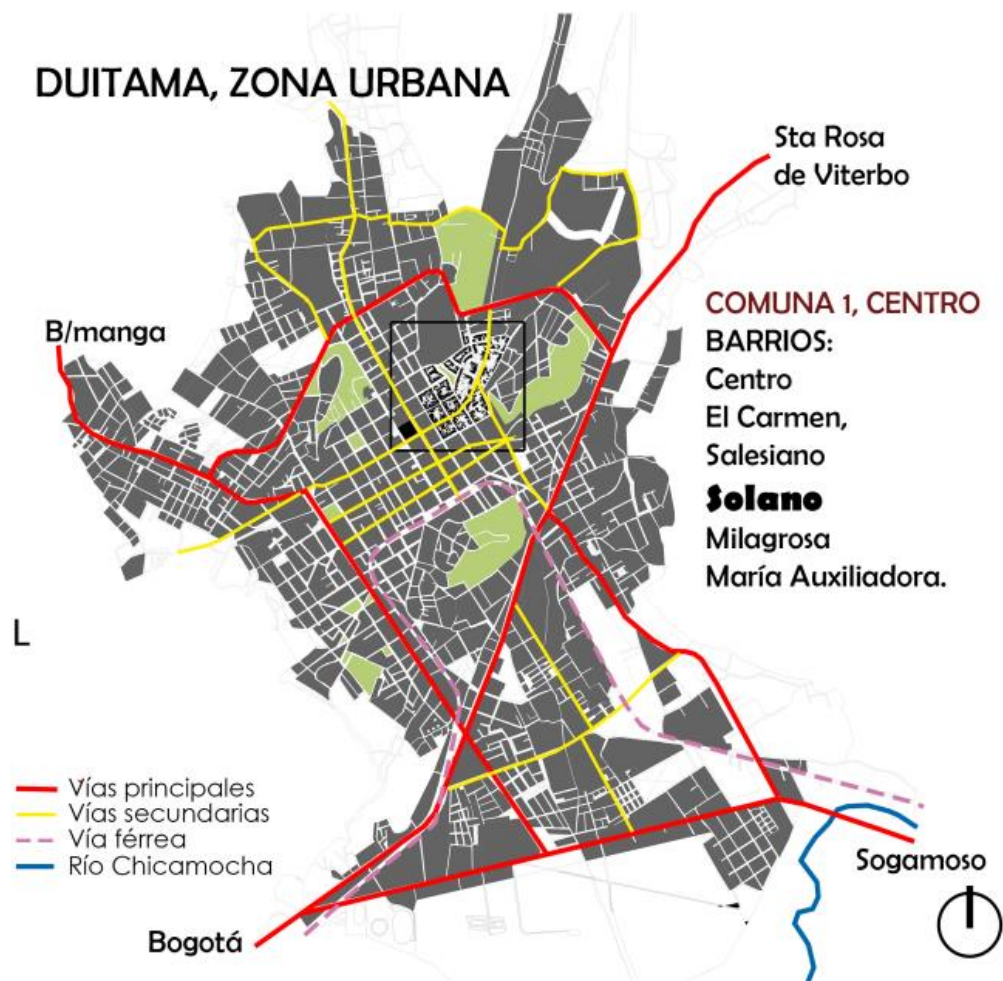 DUITAMA, ZONA URBANA
Sta Rosa
de Viterbo
B/manga
COMUNA 1, CENTRO
BARRIOS:
Centro
El Carmen,
Salesiano
Solano
Milagrosa
María Auxiliadora.
L
Vías principales
Vías secundarias
Vía férrea
Río Chicamocha
Sogamoso
Bogotá